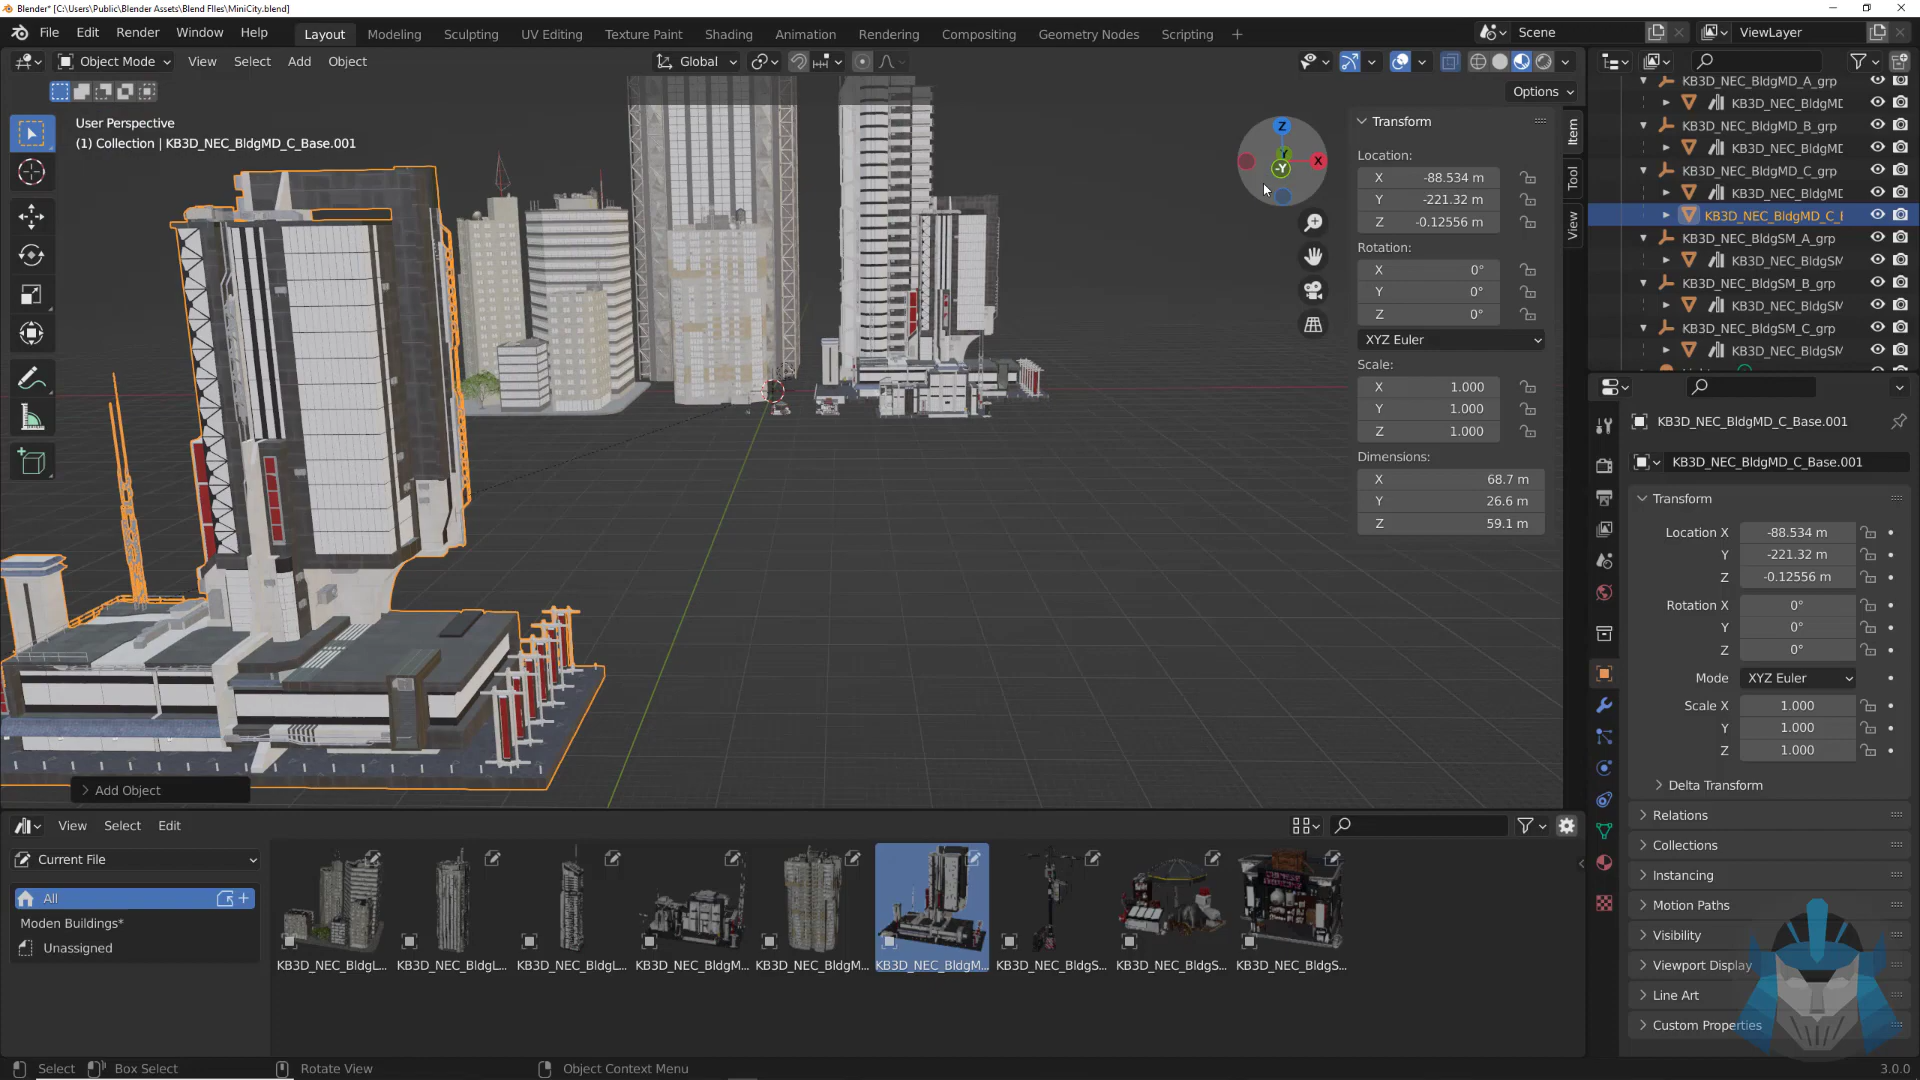 Blender* [C:\Users\Public\Blender Assets\Blend Files\MiniCity.blend]
File Edit Render Window Help Layout Modeling Sculpting UV Editing Texture Paint Shading Animation Rendering Compositing Geometry Nodes Scripting + Scene ViewLayer
Object Mode View Select Add Object Global
Options
User Perspective
(1) Collection | KB3D_NEC_BldgMD_C_Base.001
Z
Y
X
-Y
Transform
Location:
X -88.534 m
Y -221.32 m
Z -0.12556 m
Rotation:
X 0°
Y 0°
Z 0°
XYZ Euler
Scale:
X 1.000
Y 1.000
Z 1.000
Dimensions:
X 68.7 m
Y 26.6 m
Z 59.1 m
Item
Tool
View
KB3D_NEC_BldgMD_A_grp
KB3D_NEC_BldgMD
KB3D_NEC_BldgMD_B_grp
KB3D_NEC_BldgMD
KB3D_NEC_BldgMD_C_grp
KB3D_NEC_BldgMD
KB3D_NEC_BldgMD_C_E
KB3D_NEC_BldgSM_A_grp
KB3D_NEC_BldgSM
KB3D_NEC_BldgSM_B_grp
KB3D_NEC_BldgSM
KB3D_NEC_BldgSM_C_grp
KB3D_NEC_BldgSM
KB3D_NEC_BldgMD_C_Base.001
KB3D_NEC_BldgMD_C_Base.001
Transform
Location X -88.534 m
Y -221.32 m
Z -0.12556 m
Rotation X 0°
Y 0°
Z 0°
Mode XYZ Euler
Scale X 1.000
Y 1.000
Z 1.000
Delta Transform
Relations
Collections
Instancing
Motion Paths
Visibility
Viewport Display
Line Art
Custom Properties
Add Object
View Select Edit
Current File
All
Moden Buildings*
Unassigned
KB3D_NEC_BldgL... KB3D_NEC_BldgL... KB3D_NEC_BldgL... KB3D_NEC_BldgM... KB3D_NEC_BldgM... KB3D_NEC_BldgM... KB3D_NEC_BldgS... KB3D_NEC_BldgS... KB3D_NEC_BldgS...
Select Box Select Rotate View Object Context Menu 3.0.0